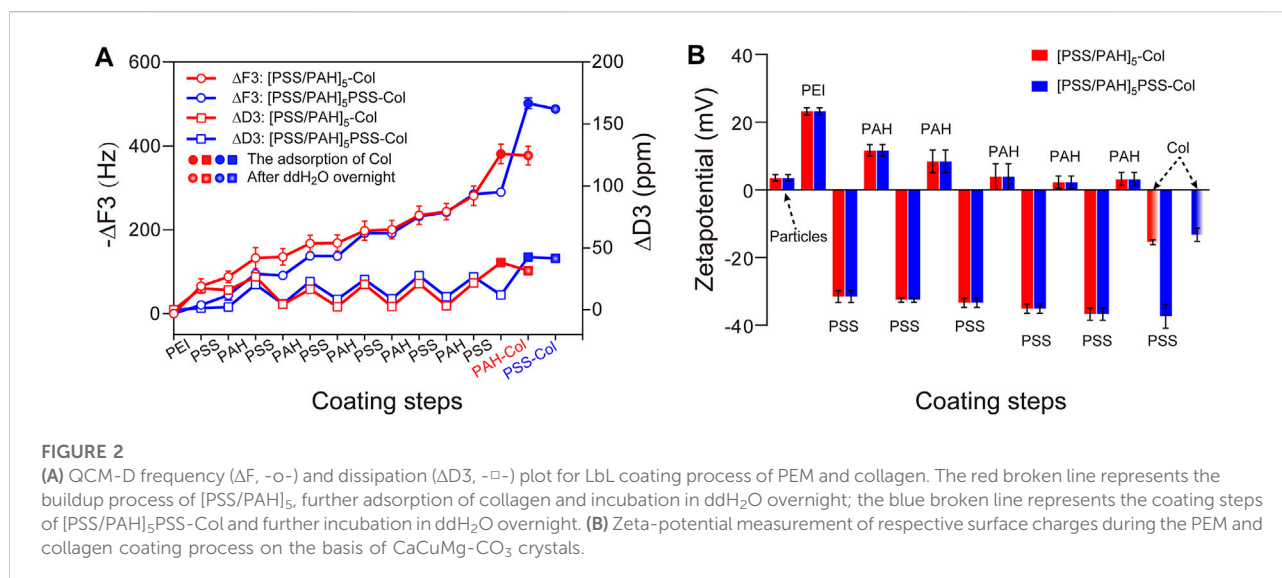 A
-ΔF3 (Hz)
600
400
200
0
ΔF3: [PSS/PAH]₅-Col
ΔF3: [PSS/PAH]₅PSS-Col
ΔD3: [PSS/PAH]₅-Col
ΔD3: [PSS/PAH]₅PSS-Col
The adsorption of Col
After ddH₂O overnight
200
150
100
50
0
ΔD3 (ppm)
PEI
PSS
PAH
PSS
PAH
PSS
PAH
PSS
PAH
PSS
PAH
PSS
PAH-Col
PSS-Col
Coating steps
B
Zetapotential (mV)
40
20
0
-20
-40
[PSS/PAH]₅-Col
[PSS/PAH]₅PSS-Col
PEI
PAH
PAH
PAH
PAH
PAH
Col
Particles
PSS
PSS
PSS
PSS
PSS
PSS
Coating steps
FIGURE 2
(A) QCM-D frequency (ΔF, -o-) and dissipation (ΔD3, -□-) plot for LbL coating process of PEM and collagen. The red broken line represents the
buildup process of [PSS/PAH]₅, further adsorption of collagen and incubation in ddH₂O overnight; the blue broken line represents the coating steps
of [PSS/PAH]₅PSS-Col and further incubation in ddH₂O overnight. (B) Zeta-potential measurement of respective surface charges during the PEM and
collagen coating process on the basis of CaCuMg-CO₃ crystals.